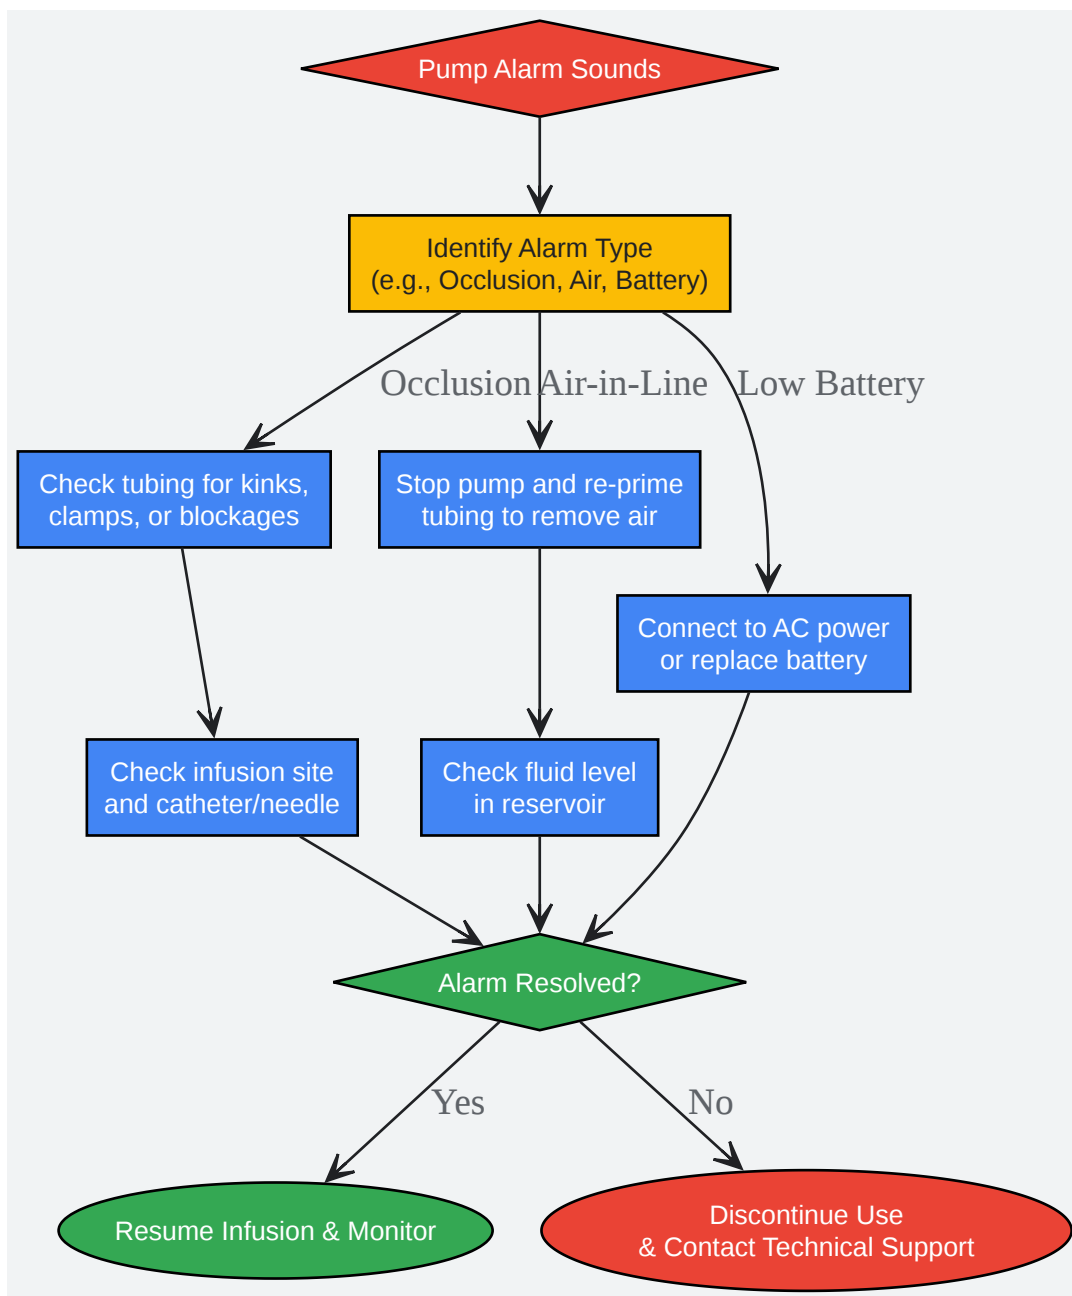 Pump Alarm Sounds
Identify Alarm Type
(e.g., Occlusion, Air, Battery)
Occlusion
Air-in-Line
Low Battery
Check tubing for kinks,
clamps, or blockages
Stop pump and re-prime
tubing to remove air
Connect to AC power
or replace battery
Check infusion site
and catheter/needle
Check fluid level
in reservoir
Alarm Resolved?
Yes
No
Resume Infusion & Monitor
Discontinue Use
& Contact Technical Support